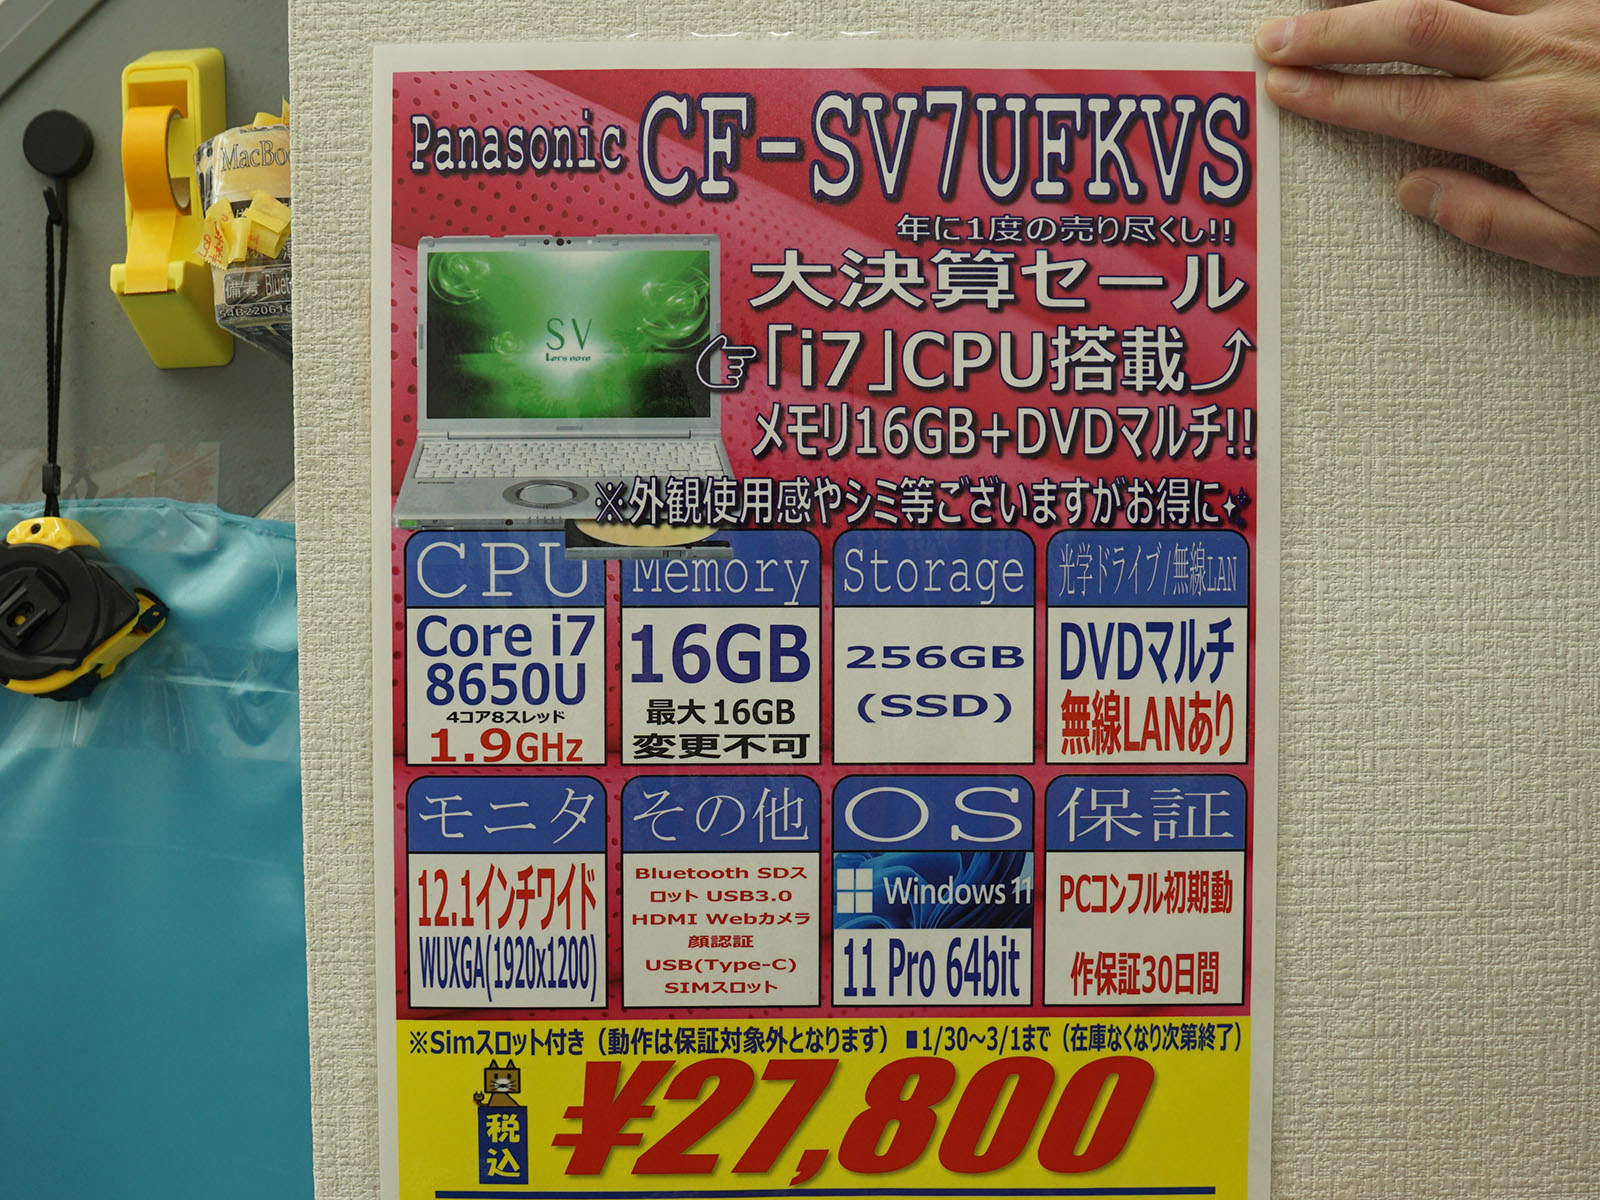 Panasonic CF-SV7UFKVS
年に1度の売り尽くし!!
大決算セール
「i7」CPU搭載
メモリ16GB+DVDマルチ!!
※外観使用感やシミ等ございますがお得に
SV
Let's note
CPU
Core i7
8650U
4コア8スレッド
1.9GHz
Memory
16GB
最大16GB
変更不可
Storage
256GB
(SSD)
光学ドライブ/無線LAN
DVDマルチ
無線LANあり
モニタ
12.1インチワイド
WUXGA(1920x1200)
その他
Bluetooth SDス
ロット USB3.0
HDMI Webカメラ
顔認証
USB(Type-C)
SIMスロット
OS
Windows 11
11 Pro 64bit
保証
PCコンフル初期動
作保証30日間
※Simスロット付き（動作は保証対象外となります）■1/30～3/1まで（在庫なくなり次第終了）
税込
¥27,800
MacBo
備考 Bluet